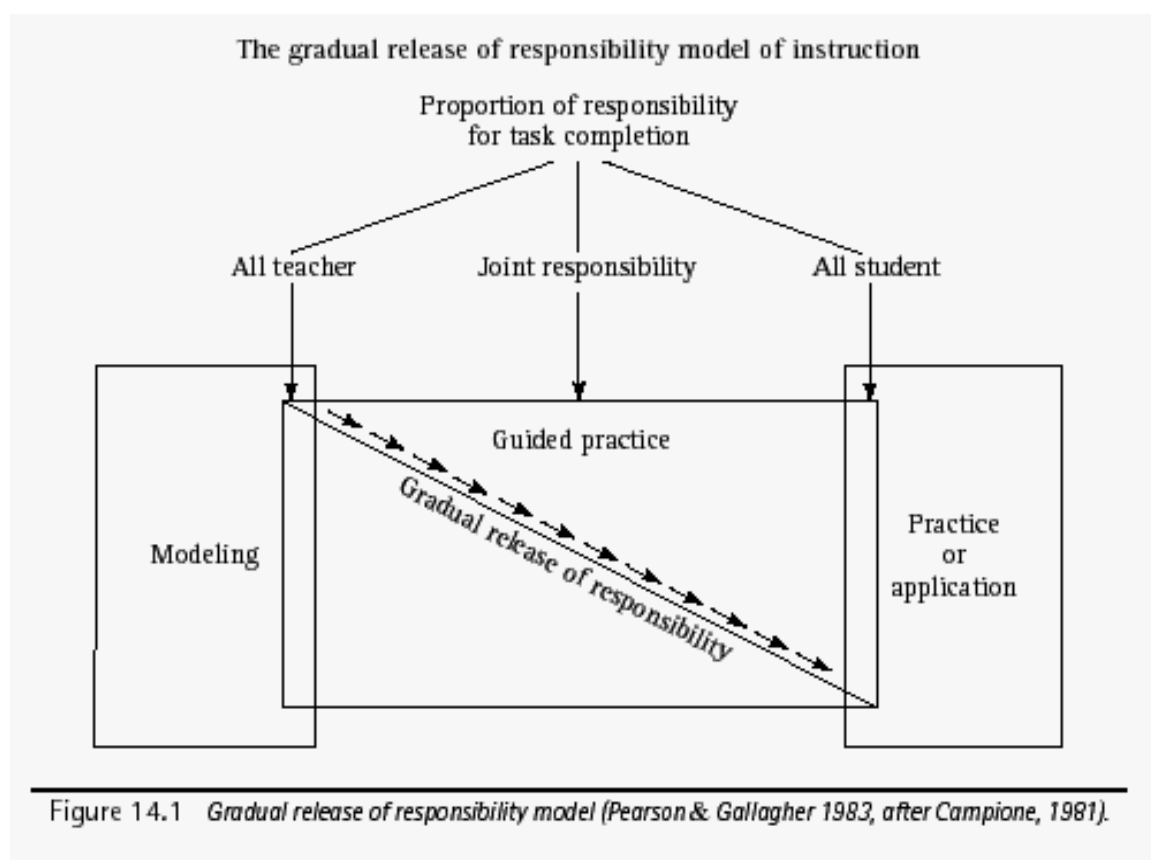 The gradual release of responsibility model of instruction
Proportion of responsibility
for task completion
All teacher
Joint responsibility
All student
Guided practice
Gradual release of responsibility
Modeling
Practice
or
application
Figure 14.1 Gradual release of responsibility model (Pearson & Gallagher 1983, after Campione, 1981).